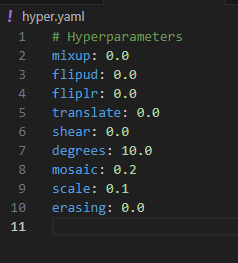 ! hyper.yaml
1 # Hyperparameters
2 mixup: 0.0
3 flipud: 0.0
4 fliplr: 0.0
5 translate: 0.0
6 shear: 0.0
7 degrees: 10.0
8 mosaic: 0.2
9 scale: 0.1
10 erasing: 0.0
11